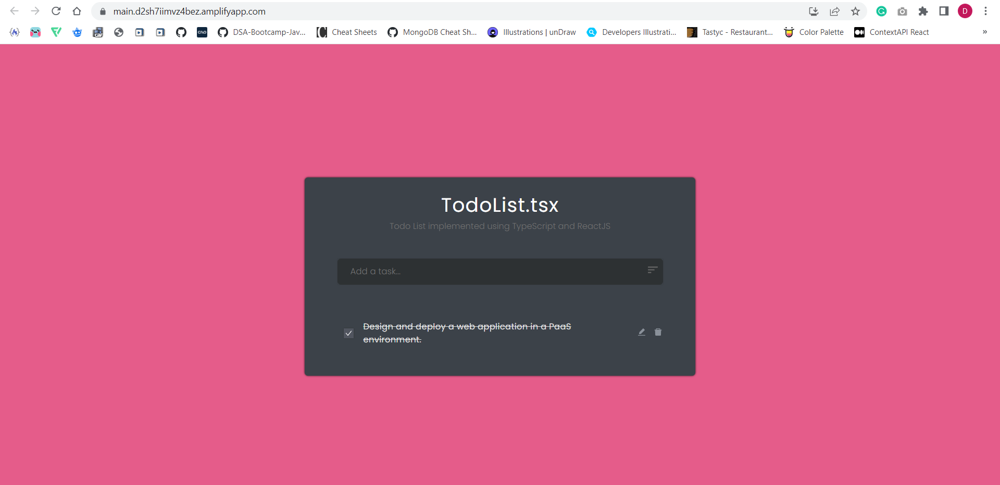 main.d2sh7iimvz4bez.amplifyapp.com
D
CIVO
DSA-Bootcamp-Jav...
Cheat Sheets
MongoDB Cheat Sh...
Illustrations | unDraw
Developers Illustrati...
Tastyc - Restaurant...
Color Palette
ContextAPI React
»
TodoList.tsx
Todo List implemented using TypeScript and ReactJS
Add a task...
Design and deploy a web application in a PaaS
environment.